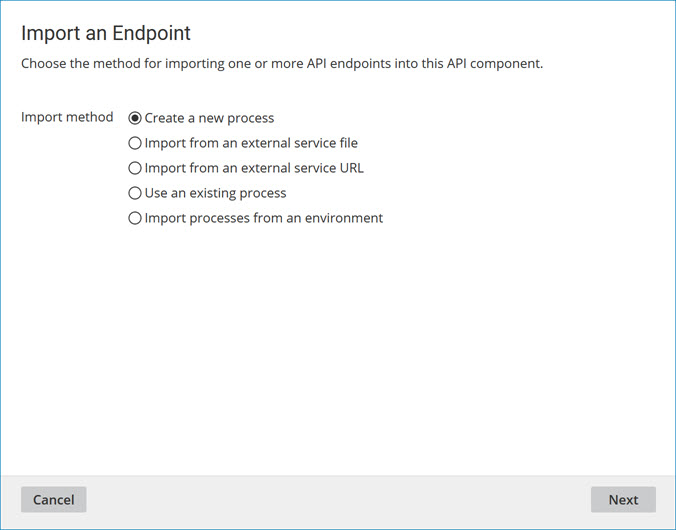 Import an Endpoint
Choose the method for importing one or more API endpoints into this API component.
Import method
Create a new process
Import from an external service file
Import from an external service URL
Use an existing process
Import processes from an environment
Cancel
Next